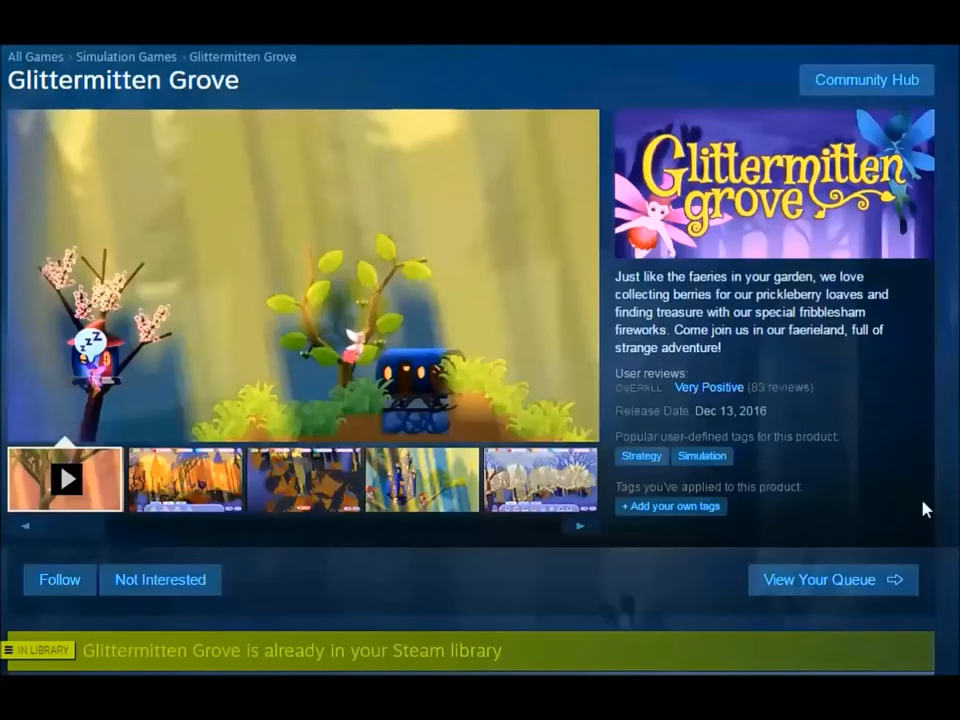 All Games > Simulation Games > Glittermitten Grove
Glittermitten Grove
Community Hub
Glittermitten
grove
Just like the faeries in your garden, we love
collecting berries for our prickleberry loaves and
finding treasure with our special fribblesham
fireworks. Come join us in our faerieland, full of
strange adventure!
User reviews:
OVERALL Very Positive (83 reviews)
Release Date: Dec 13, 2016
Popular user-defined tags for this product:
Strategy Simulation
Tags you've applied to this product:
+ Add your own tags
zzZ
Follow Not Interested View Your Queue
IN LIBRARY Glittermitten Grove is already in your Steam library